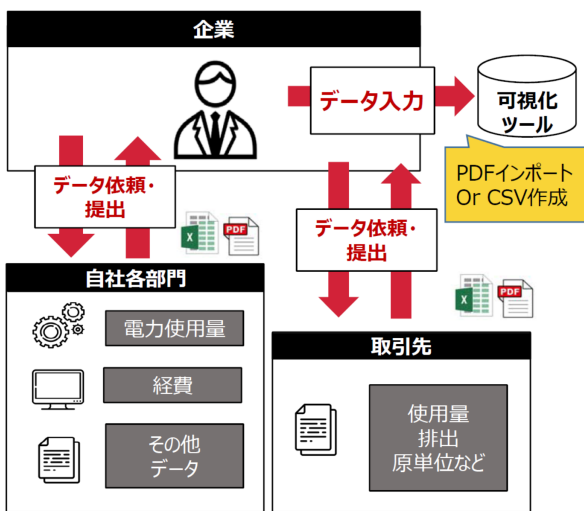 企業
データ入力
可視化
ツール
PDFインポート
Or CSV作成
データ依頼・
提出
データ依頼・
提出
X
PDF
自社各部門
電力使用量
経費
その他
データ
X
PDF
取引先
使用量
排出
原単位など